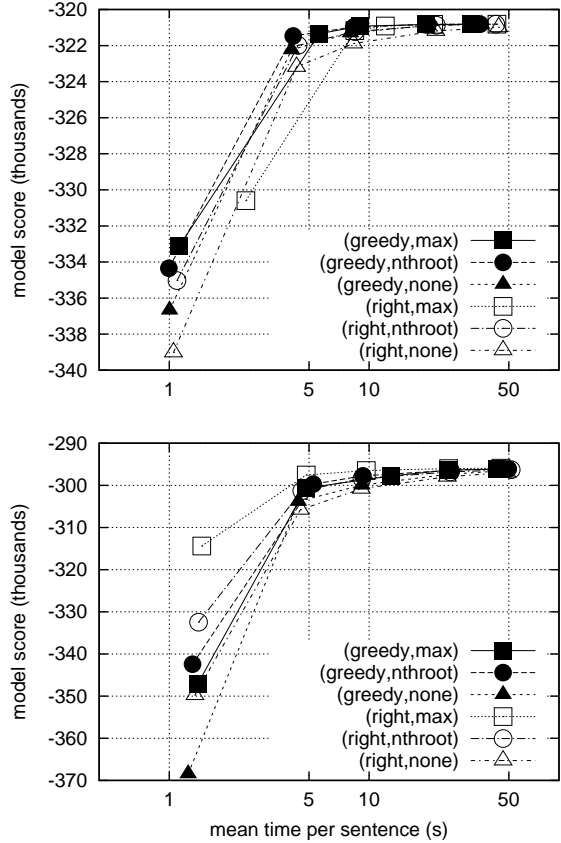 -320
-322
-324
-326
-328
-330
-332
-334
-336
-338
-340
model score (thousands)
(greedy,max)
(greedy,nthroot)
(greedy,none)
(right,max)
(right,nthroot)
(right,none)
1 5 10 50
-290
-300
-310
-320
-330
-340
-350
-360
-370
model score (thousands)
(greedy,max)
(greedy,nthroot)
(greedy,none)
(right,max)
(right,nthroot)
(right,none)
1 5 10 50
mean time per sentence (s)